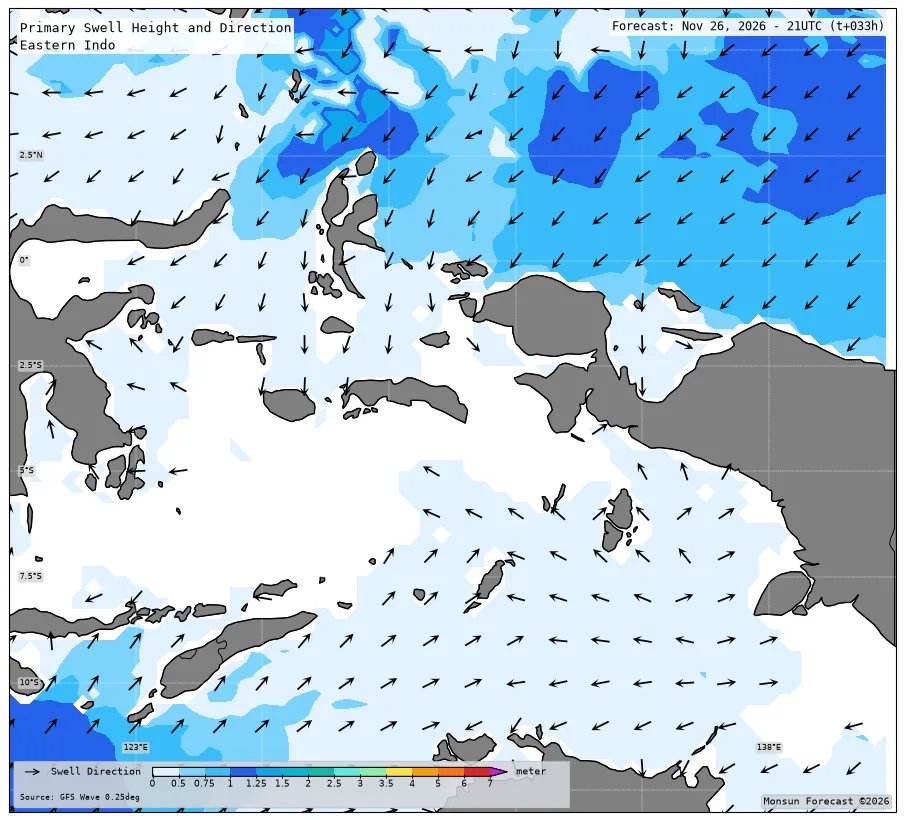 Primary Swell Height and Direction
Eastern Indo
Forecast: Nov 26, 2026 - 21UTC (t+033h)
2.5°N
0°
2.5°S
5°S
7.5°S
10°S
123°E
138°E
Swell Direction
meter
0 0.5 0.75 1 1.25 1.5 2 2.5 3 3.5 4 5 6 7
Source: GFS Wave 0.25deg
Monsun Forecast ©2026